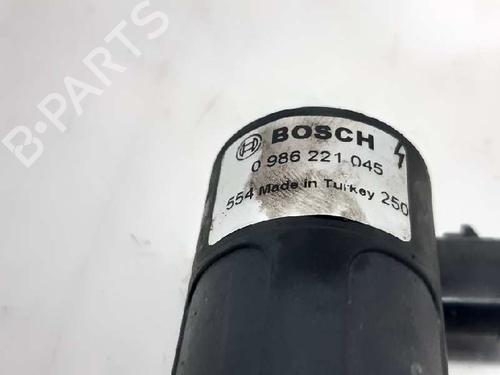 B-PARTS
BOSCH
0 986 221 045
554 Made in Turkey 250